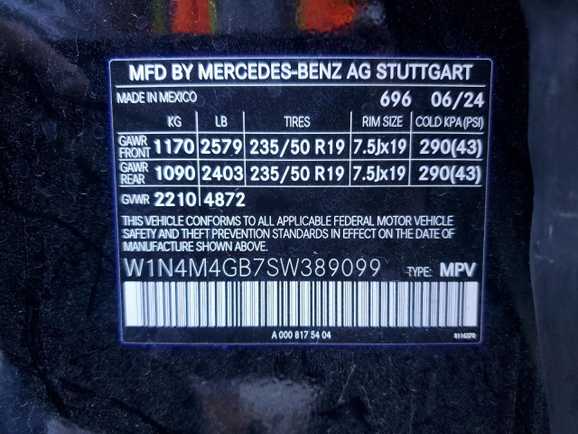 MFD BY MERCEDES-BENZ AG STUTTGART
MADE IN MEXICO 696 06/24
KG LB TIRES RIM SIZE COLD KPA(PSI)
GAWR FRONT 1170 2579 235/50 R19 7.5Jx19 290(43)
GAWR REAR 1090 2403 235/50 R19 7.5Jx19 290(43)
GVWR 2210 4872
THIS VEHICLE CONFORMS TO ALL APPLICABLE FEDERAL MOTOR VEHICLE
SAFETY AND THEFT PREVENTION STANDARDS IN EFFECT ON THE DATE
OF MANUFACTURE SHOWN ABOVE.
W1N4M4GB7SW389099 TYPE: MPV
A 000 817 54 04